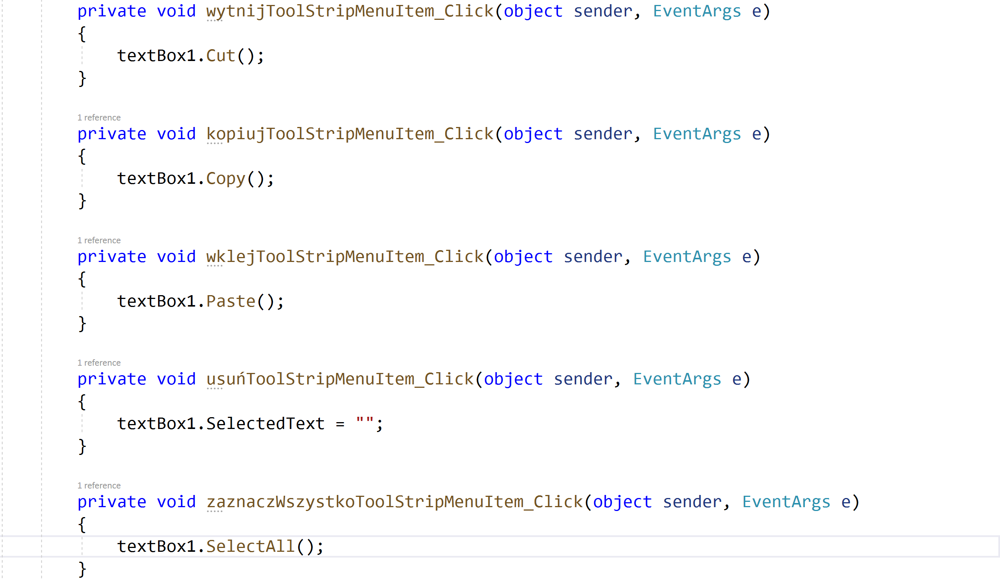 private void wytnijToolStripMenuItem_Click(object sender, EventArgs e)
{
textBox1.Cut();
}
1 reference
private void kopiujToolStripMenuItem_Click(object sender, EventArgs e)
{
textBox1.Copy();
}
1 reference
private void wklejToolStripMenuItem_Click(object sender, EventArgs e)
{
textBox1.Paste();
}
1 reference
private void usuńToolStripMenuItem_Click(object sender, EventArgs e)
{
textBox1.SelectedText = "";
}
1 reference
private void zaznaczWszystkoToolStripMenuItem_Click(object sender, EventArgs e)
{
textBox1.SelectAll();
}